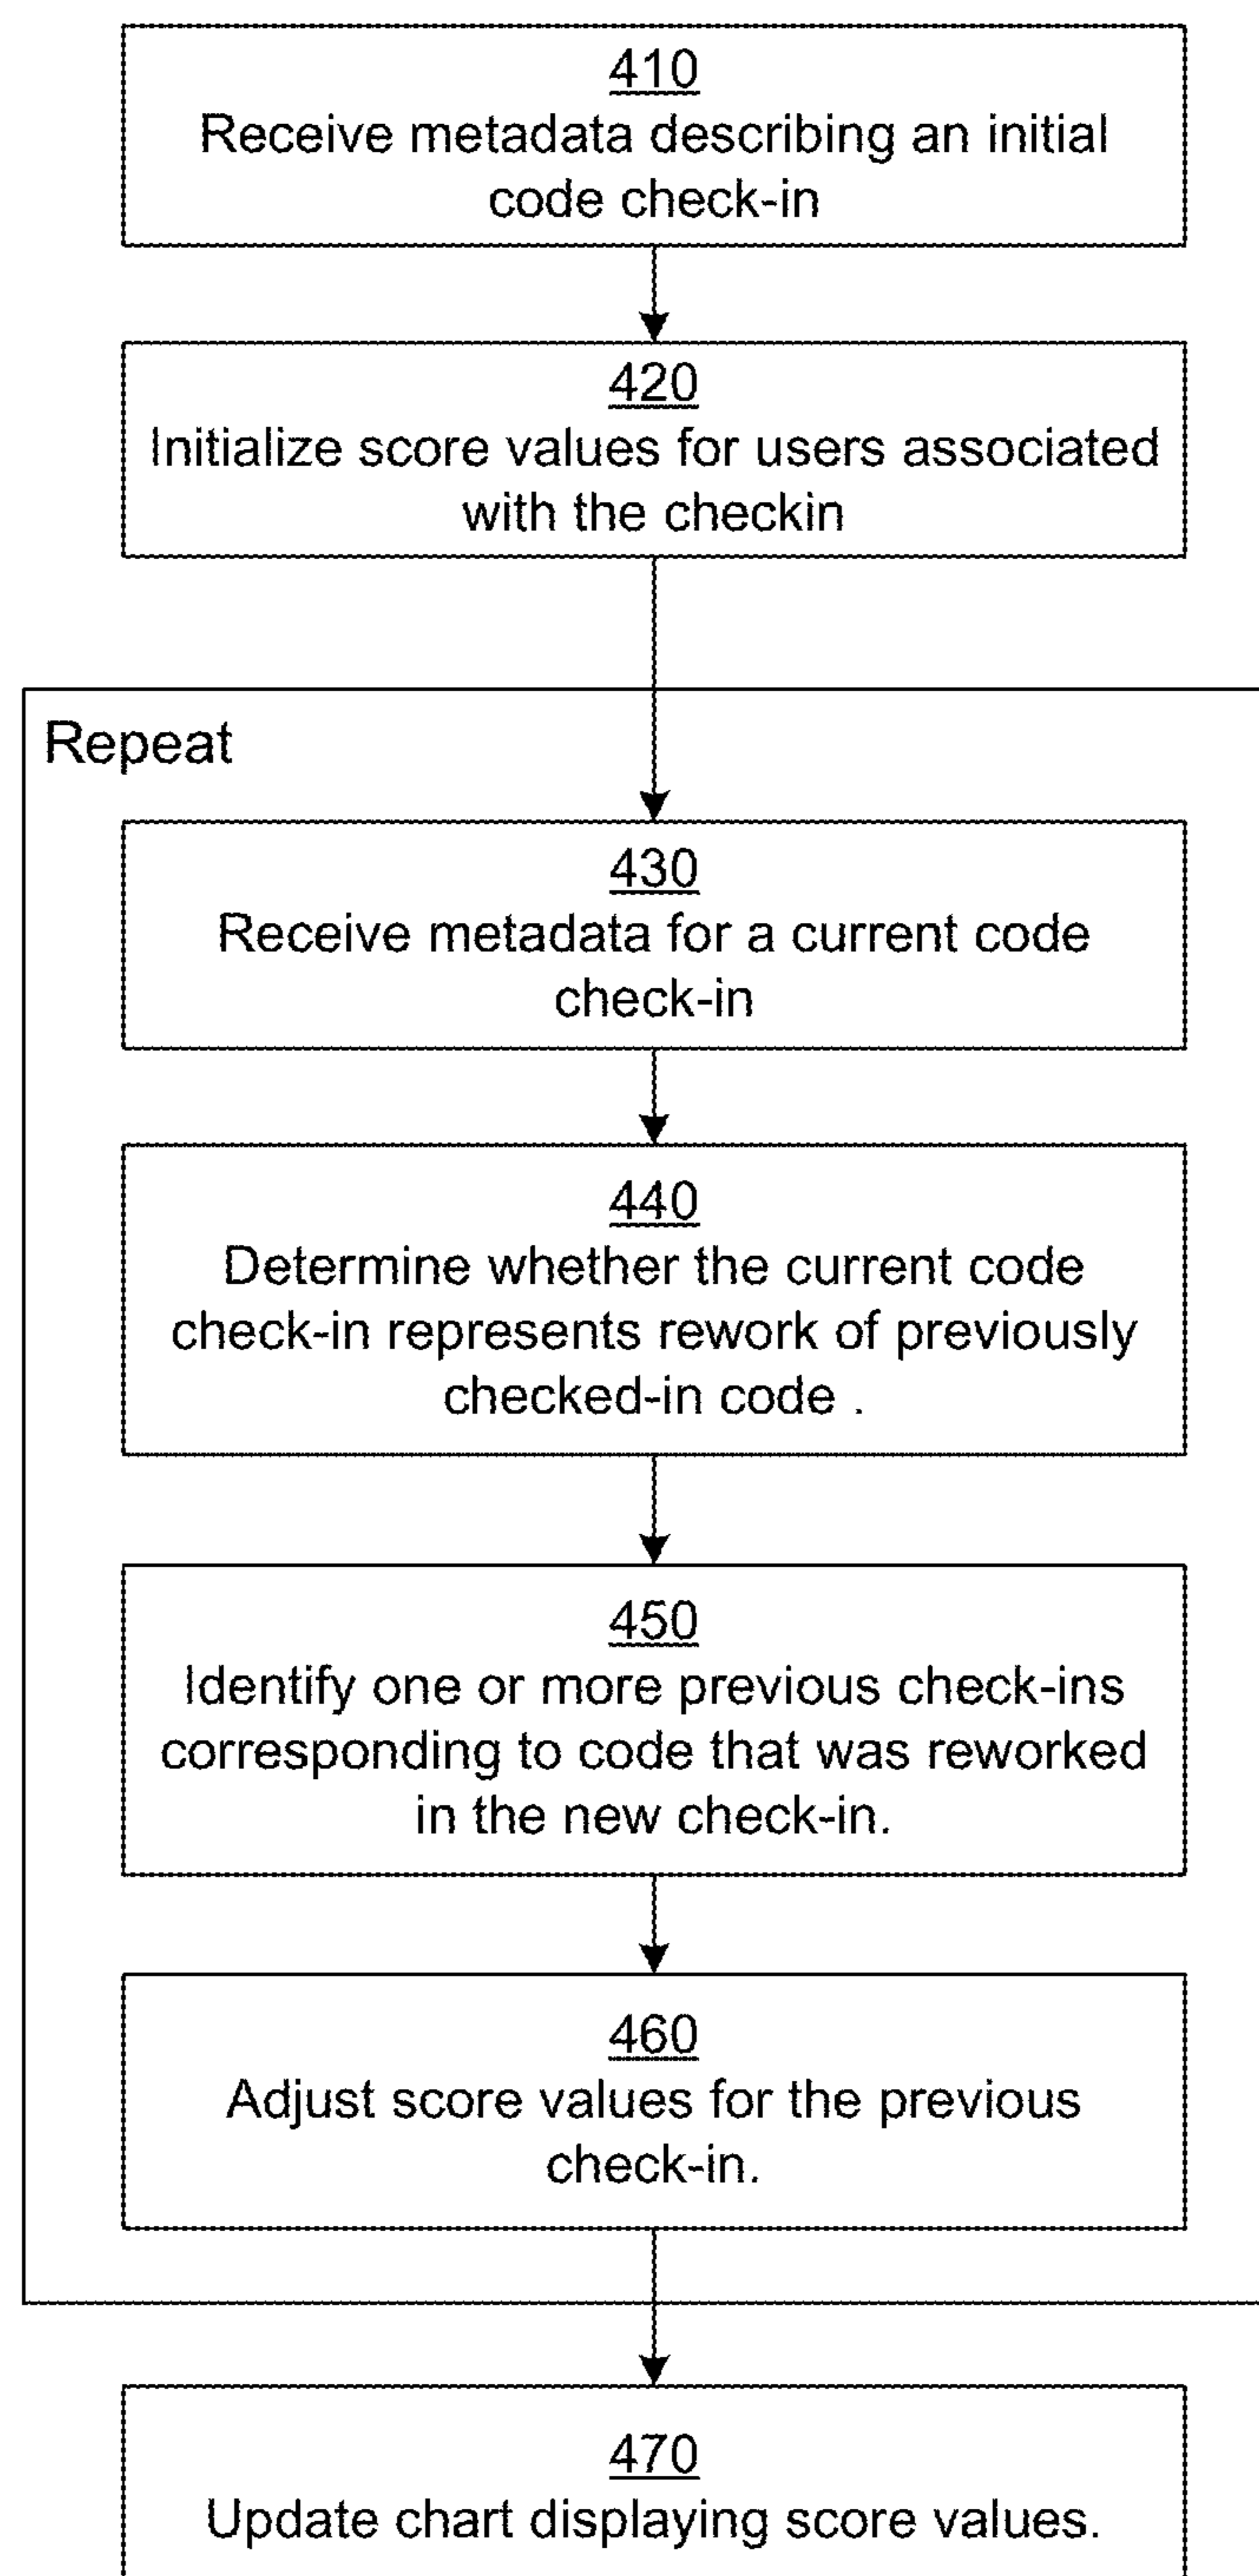 410
Receive metadata describing an initial
code check-in
420
Initialize score values for users associated
with the checkin
Repeat
430
Receive metadata for a current code
check-in
440
Determine whether the current code
check-in represents rework of previously
checked-in code .
450
Identify one or more previous check-ins
corresponding to code that was reworked
in the new check-in.
460
Adjust score values for the previous
check-in.
470
Update chart displaying score values.